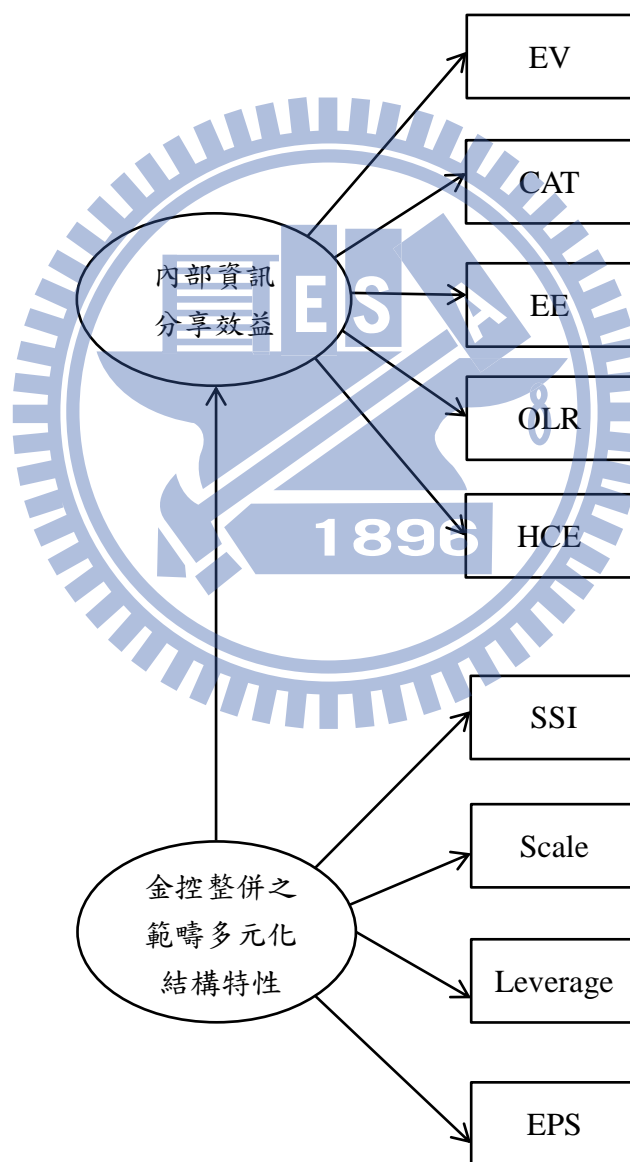 EV
CAT
內部資訊
分享效益
EE
OLR
HCE
ESA
1896
SSI
Scale
金控整併之
範疇多元化
結構特性
Leverage
EPS